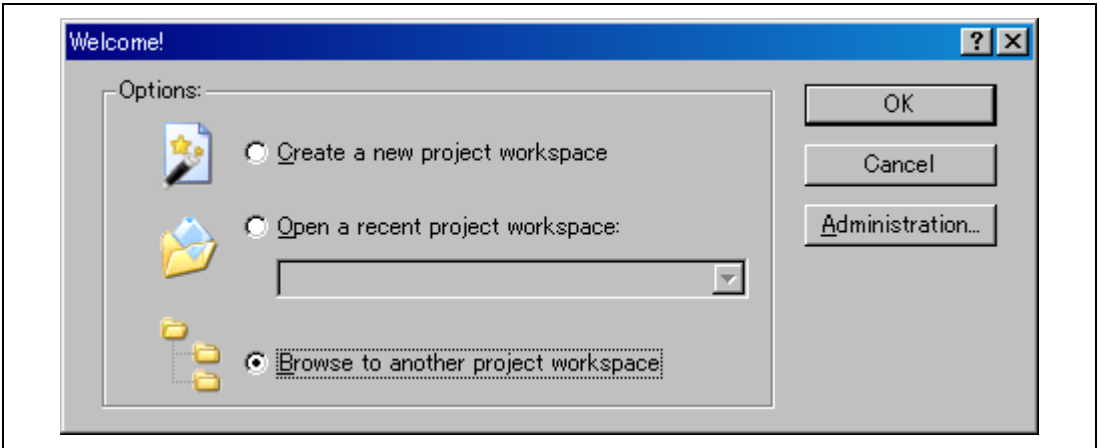 Welcome!
Options:
Create a new project workspace
Open a recent project workspace:
Browse to another project workspace
OK
Cancel
Administration...